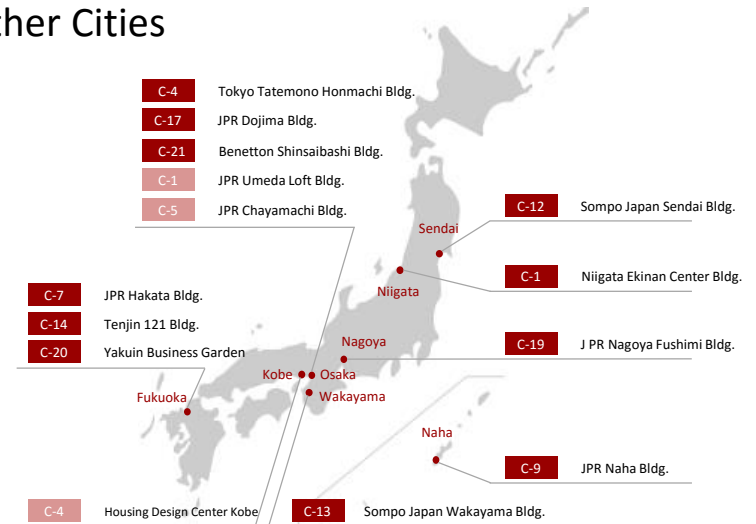 ther Cities
C-4 Tokyo Tatemono Honmachi Bldg.
C-17 JPR Dojima Bldg.
C-21 Benetton Shinsaibashi Bldg.
C-1 JPR Umeda Loft Bldg.
C-5 JPR Chayamachi Bldg.
C-12 Sompo Japan Sendai Bldg.
Sendai
C-1 Niigata Ekinan Center Bldg.
Niigata
C-7 JPR Hakata Bldg.
C-14 Tenjin 121 Bldg.
C-20 Yakuin Business Garden
Nagoya
C-19 J PR Nagoya Fushimi Bldg.
Kobe
Osaka
Wakayama
Fukuoka
Naha
C-9 JPR Naha Bldg.
C-4 Housing Design Center Kobe
C-13 Sompo Japan Wakayama Bldg.